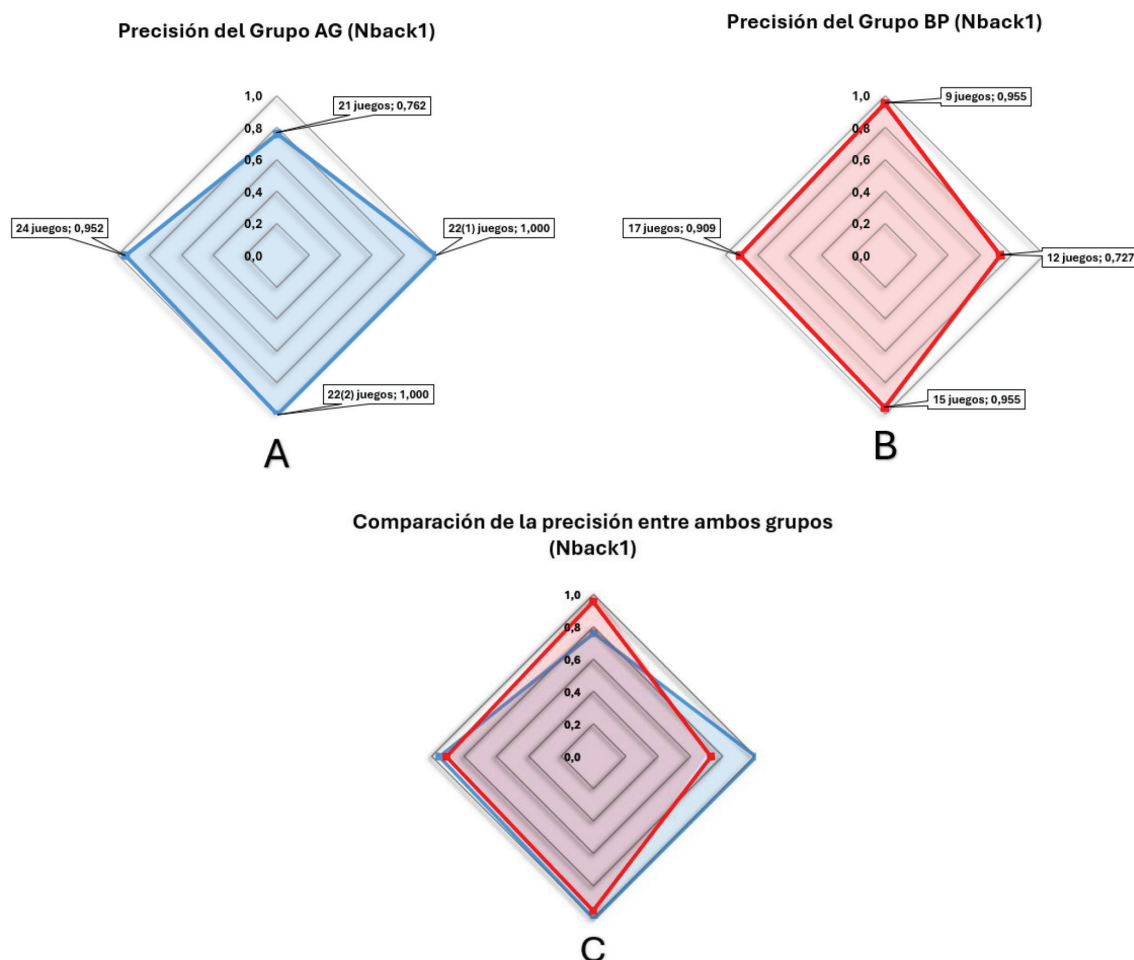 Precisión del Grupo AG (Nback1)
1,0
0,8
0,6
0,4
0,2
0,0
21 juegos; 0,762
24 juegos; 0,952
22(1) juegos; 1,000
22(2) juegos; 1,000
A
Precisión del Grupo BP (Nback1)
1,0
0,8
0,6
0,4
0,2
0,0
9 juegos; 0,955
17 juegos; 0,909
12 juegos; 0,727
15 juegos; 0,955
B
Comparación de la precisión entre ambos grupos
(Nback1)
1,0
0,8
0,6
0,4
0,2
0,0
C